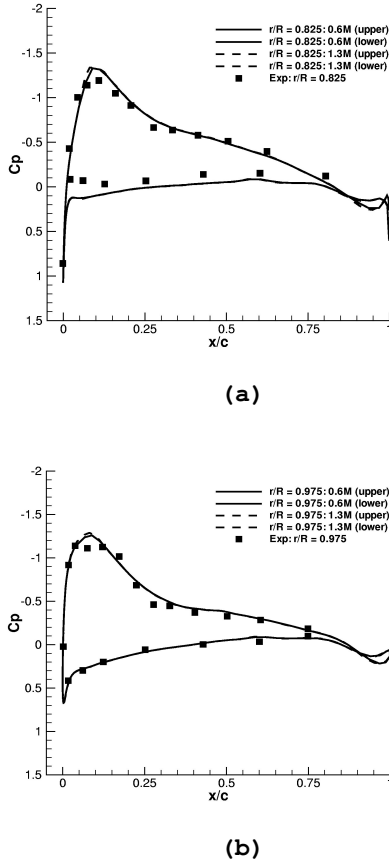 -2
-1.5
-1
-0.5
0
0.5
1
1.5
Cp
r/R = 0.825: 0.6M (upper)
r/R = 0.825: 0.6M (lower)
r/R = 0.825: 1.3M (upper)
r/R = 0.825: 1.3M (lower)
Exp: r/R = 0.825
0 0.25 0.5 0.75
x/c
(a)
-2
-1.5
-1
-0.5
0
0.5
1
1.5
Cp
r/R = 0.975: 0.6M (upper)
r/R = 0.975: 0.6M (lower)
r/R = 0.975: 1.3M (upper)
r/R = 0.975: 1.3M (lower)
Exp: r/R = 0.975
0 0.25 0.5 0.75
x/c
(b)